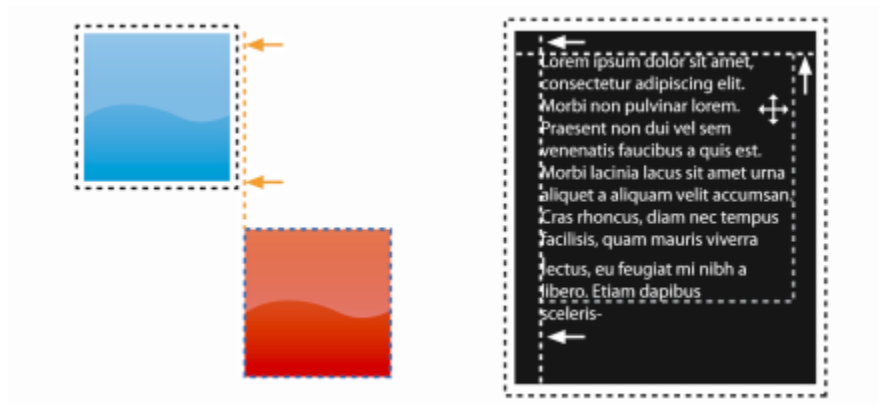 Lorem ipsum dolor sit amet,
consectetur adipiscing elit.
Morbi non pulvinar lorem.
Praesent non dui vel sem
venenatis faucibus a quis est.
Morbi lacinia lacus sit amet urna
aliquet a aliquam velit accumsan.
Cras rhoncus, diam nec tempus
facilisis, quam mauris viverra
lectus, eu feugiat mi nibh a
libero. Etiam dapibus
sceleris-